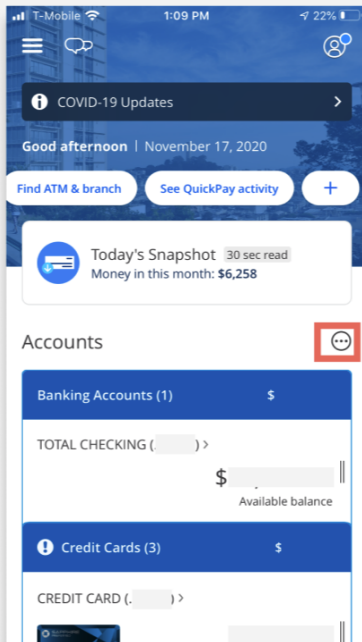 T-Mobile 1:09 PM 22%
COVID-19 Updates
Good afternoon | November 17, 2020
Find ATM & branch See QuickPay activity +
Today's Snapshot 30 sec read
Money in this month: $6,258
Accounts
Banking Accounts (1) $
TOTAL CHECKING (. ) >
$
Available balance
Credit Cards (3) $
CREDIT CARD (. ) >